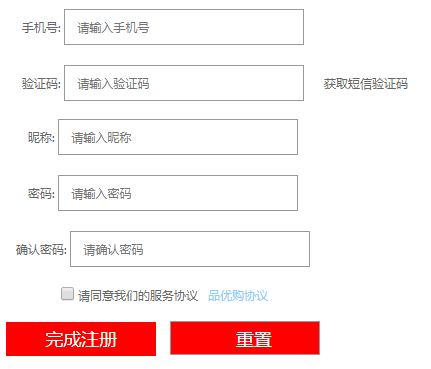 手机号: 请输入手机号
验证码: 请输入验证码 获取短信验证码
昵称: 请输入昵称
密码: 请输入密码
确认密码: 请确认密码
请同意我们的服务协议 品优购协议
完成注册 重置